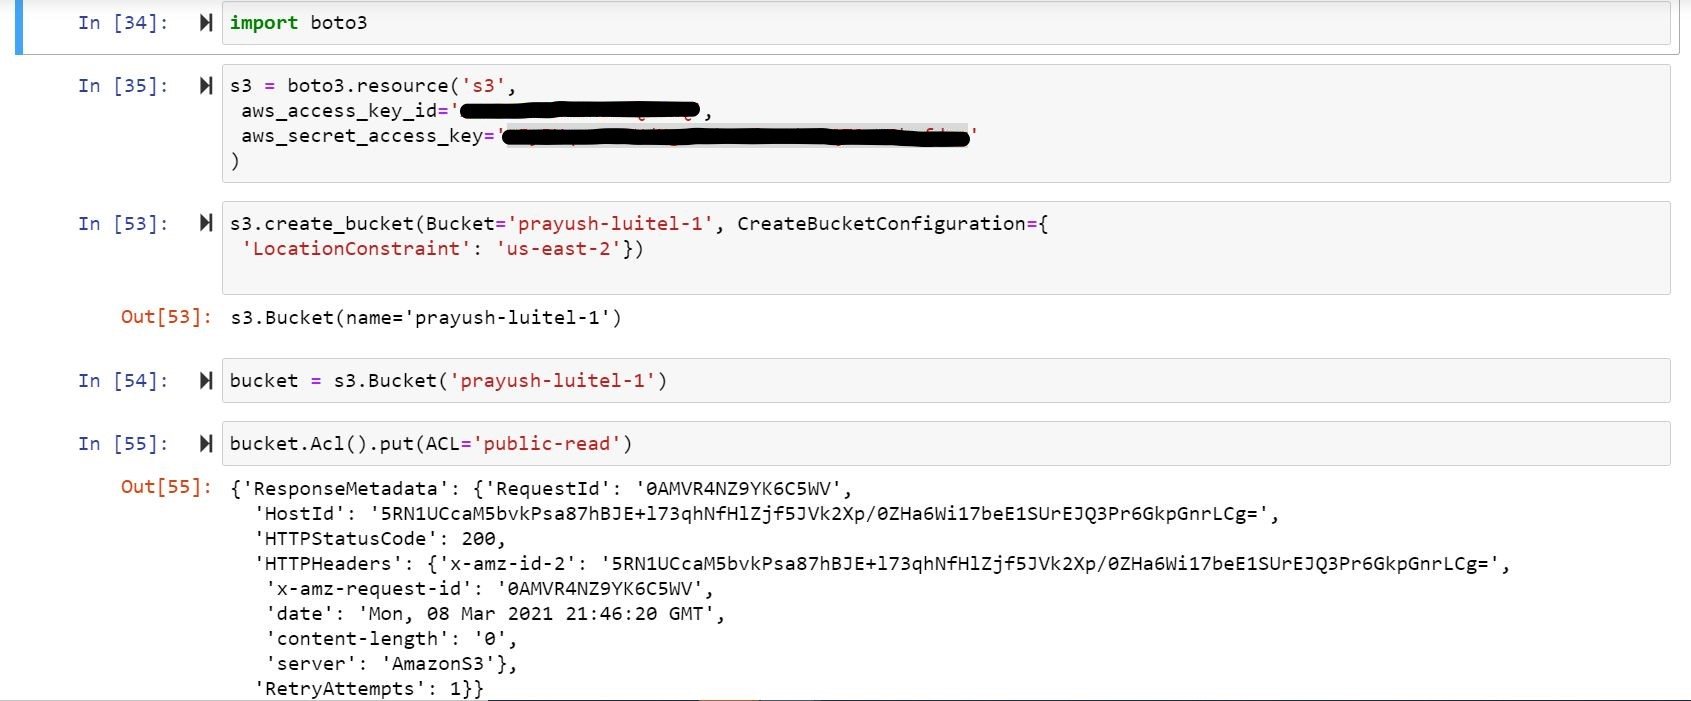 In [34]: import boto3
In [35]: s3 = boto3.resource('s3',
aws_access_key_id=' ,
aws_secret_access_key=' '
)
In [53]: s3.create_bucket(Bucket='prayush-luitel-1', CreateBucketConfiguration={
'LocationConstraint': 'us-east-2'})
Out[53]: s3.Bucket(name='prayush-luitel-1')
In [54]: bucket = s3.Bucket('prayush-luitel-1')
In [55]: bucket.Acl().put(ACL='public-read')
Out[55]: {'ResponseMetadata': {'RequestId': '0AMVR4NZ9YK6C5WV',
'HostId': '5RN1UCcaM5bvkPsa87hBJE+l73qhNfHlZjf5JVk2Xp/0ZHa6Wi17beE1SUrEJQ3Pr6GkpGnrLCg=',
'HTTPStatusCode': 200,
'HTTPHeaders': {'x-amz-id-2': '5RN1UCcaM5bvkPsa87hBJE+l73qhNfHlZjf5JVk2Xp/0ZHa6Wi17beE1SUrEJQ3Pr6GkpGnrLCg=',
'x-amz-request-id': '0AMVR4NZ9YK6C5WV',
'date': 'Mon, 08 Mar 2021 21:46:20 GMT',
'content-length': '0',
'server': 'AmazonS3'},
'RetryAttempts': 1}}